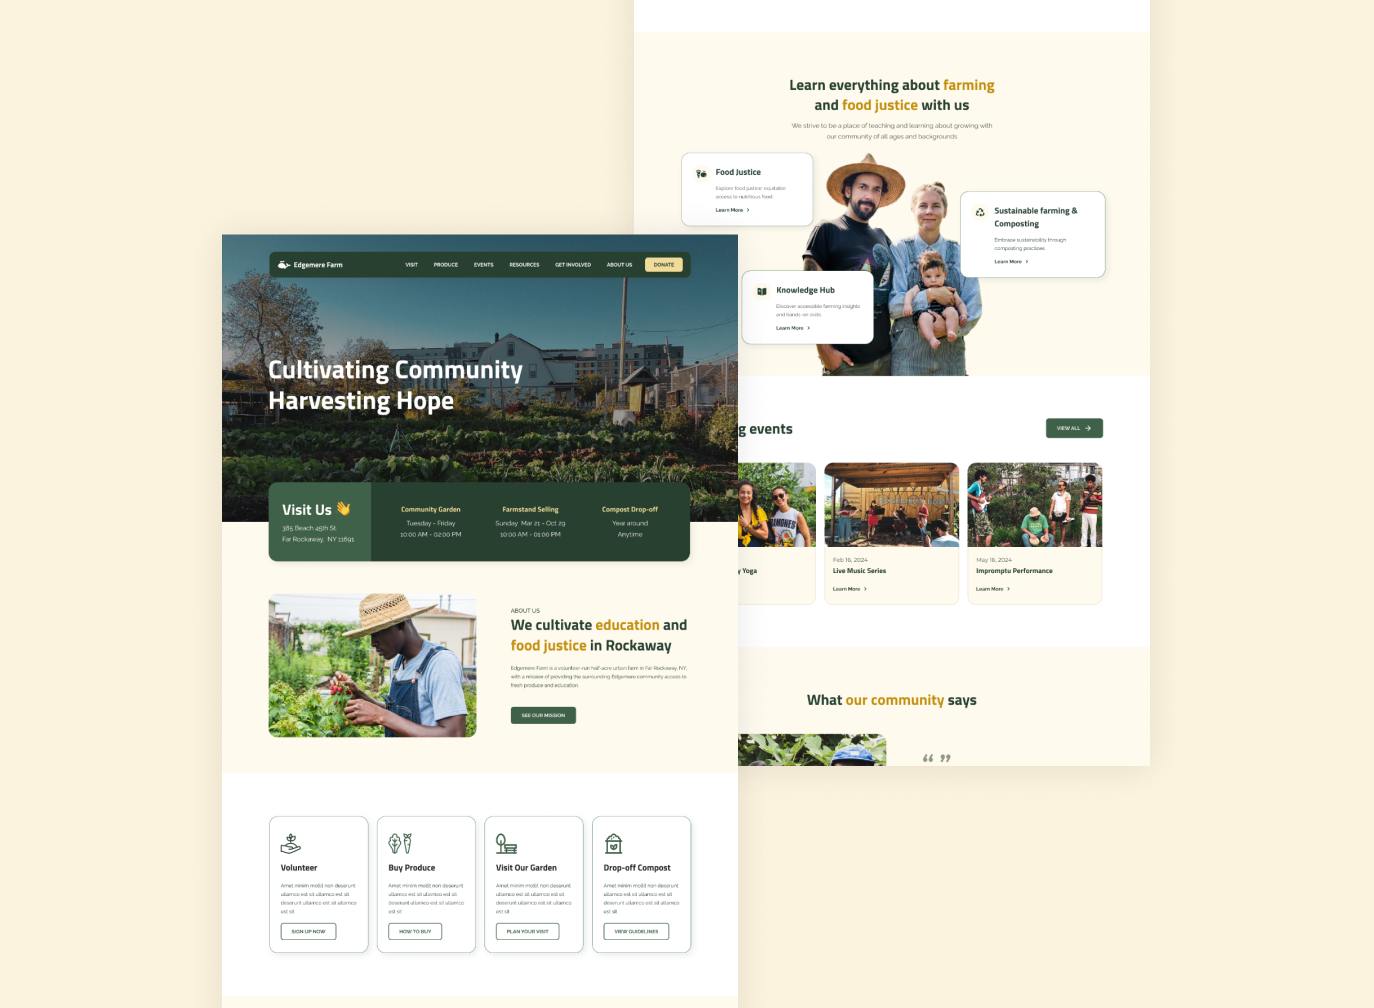 Edgemere Farm
VISIT
PRODUCE
EVENTS
RESOURCES
GET INVOLVED
ABOUT US
DONATE
Cultivating Community
Harvesting Hope
Visit Us 👋
385 Beach 45th St.
Far Rockaway, NY 11691
Community Garden
Tuesday - Friday
10:00 AM - 02:00 PM
Farmstand Selling
Sunday Mar 21 - Oct 29
10:00 AM - 01:00 PM
Compost Drop-off
Year around
Anytime
ABOUT US
We cultivate education and
food justice in Rockaway
Edgemere Farm is a volunteer-run half-acre urban farm in Far Rockaway, NY,
with a mission of providing the surrounding Edgemere community access to
fresh produce and education.
SEE OUR MISSION
Volunteer
Amet minim mollit non deserunt
ullamco est sit ullamco est sit
deserunt ullamco est sit ullamco
est sit
SIGN UP NOW
Buy Produce
Amet minim mollit non deserunt
ullamco est sit ullamco est sit
deserunt ullamco est sit ullamco
est sit
HOW TO BUY
Visit Our Garden
Amet minim mollit non deserunt
ullamco est sit ullamco est sit
deserunt ullamco est sit ullamco
est sit
PLAN YOUR VISIT
Drop-off Compost
Amet minim mollit non deserunt
ullamco est sit ullamco est sit
deserunt ullamco est sit ullamco
est sit
VIEW GUIDELINES
Learn everything about farming
and food justice with us
We strive to be a place of teaching and learning about growing with
our community of all ages and backgrounds
Food Justice
Explore food justice: equitable
access to nutritious food.
Learn More
Sustainable farming &
Composting
Embrace sustainability through
composting practices.
Learn More
Knowledge Hub
Discover accessible farming insights
and hands-on skills.
Learn More
g events
VIEW ALL
y Yoga
Feb 16, 2024
Live Music Series
Learn More
May 16, 2024
Impromptu Performance
Learn More
RAMONES
What our community says
“ ”